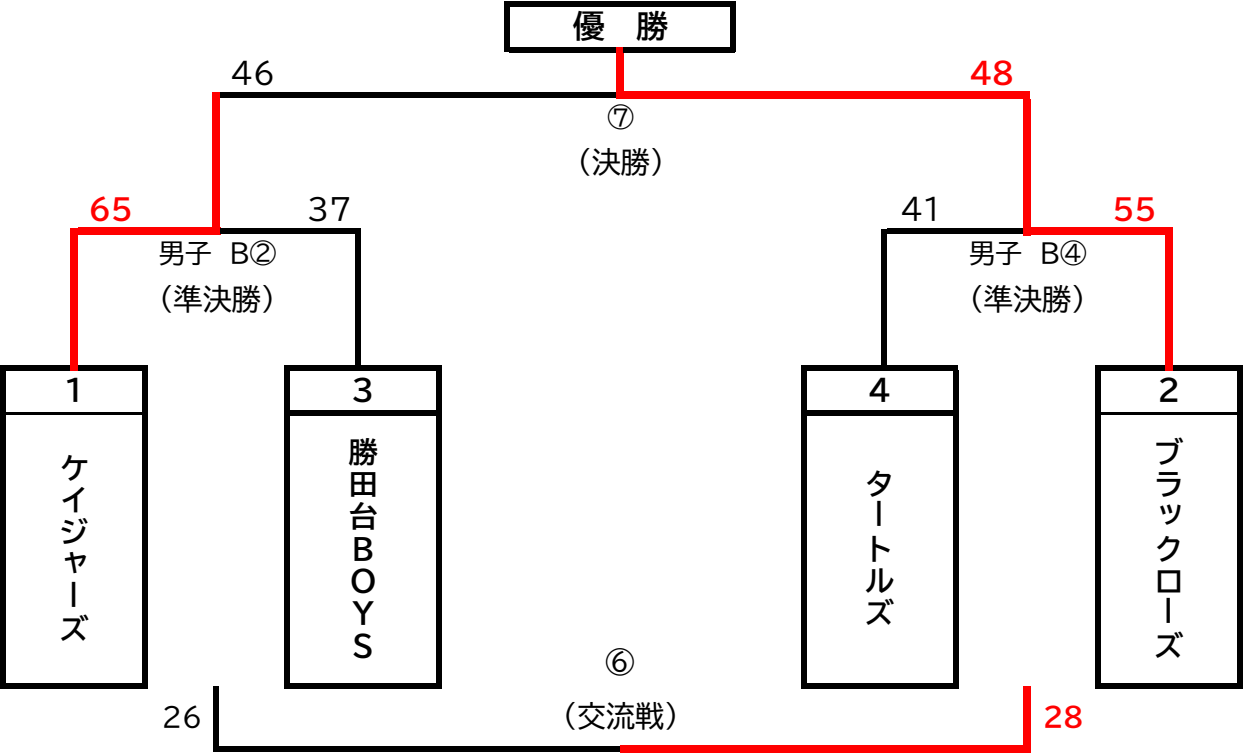 優　勝
46
48
⑦
（決勝）
65
37
41
55
男子 B②
男子 B④
（準決勝）
（準決勝）
1
3
4
2
ケイジャーズ
勝田台BOYS
タートルズ
ブラックローズ
⑥
26
（交流戦）
28